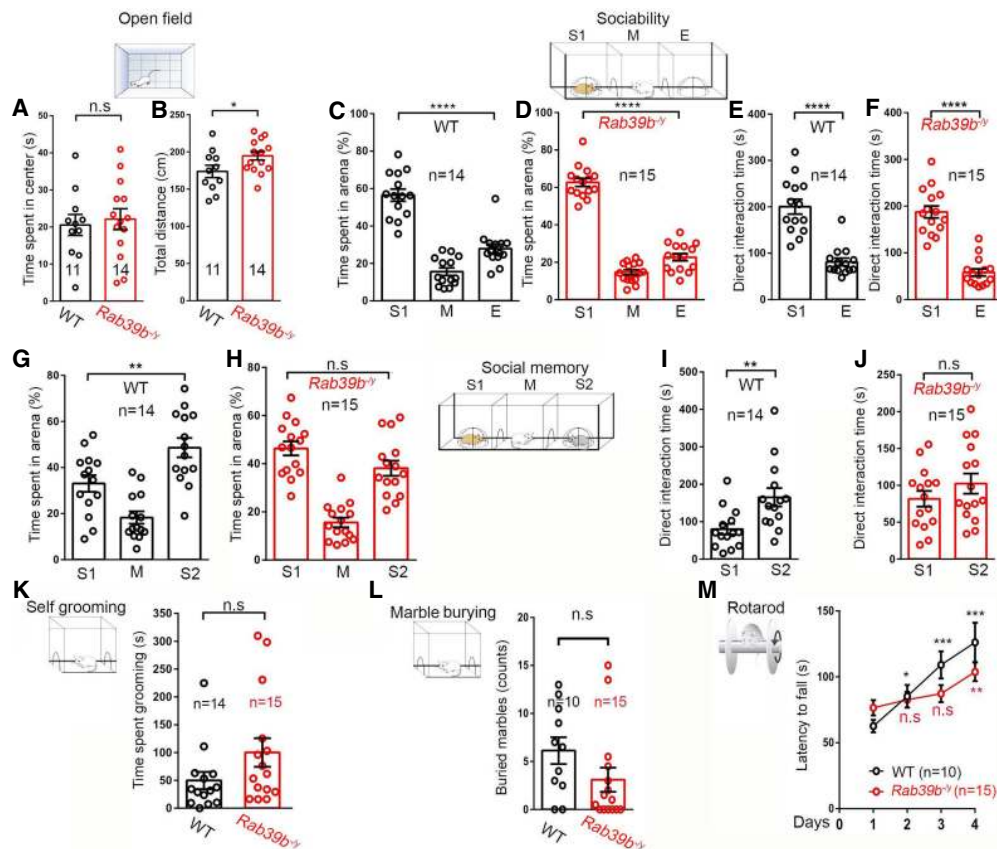 Open field
Sociability
S1 M E
A
Time spent in center (s)
60
40
20
0
n.s
11
14
WT
Rab39b-/y
B
Total distance (cm)
300
250
200
150
100
50
0
*
11
14
WT
Rab39b-/y
C
Time spent in arena (%)
100
80
60
40
20
0
****
WT
n=14
S1 M E
D
Time spent in arena (%)
100
80
60
40
20
0
****
Rab39b-/y
n=15
S1 M E
E
Direct interaction time (s)
400
300
200
100
0
****
WT
n=14
S1 E
F
Direct interaction time (s)
400
300
200
100
0
****
Rab39b-/y
n=15
S1 E
G
Time spent in arena (%)
80
60
40
20
0
**
WT
n=14
S1 M S2
H
Time spent in arena (%)
80
60
40
20
0
n.s
Rab39b-/y
n=15
S1 M S2
Social memory
S1 M S2
I
Direct interaction time (s)
500
400
300
200
100
0
**
WT
n=14
S1 S2
J
Direct interaction time (s)
250
200
150
100
50
0
n.s
Rab39b-/y
n=15
S1 S2
K
Self grooming
Time spent grooming (s)
500
450
400
350
300
250
200
150
100
50
0
n.s
n=14
n=15
WT
Rab39b-/y
L
Marble burying
Buried marbles (counts)
20
15
10
5
0
n.s
n=10
n=15
WT
Rab39b-/y
M
Rotarod
Latency to fall (s)
150
100
50
0
*
***
***
n.s
n.s
**
WT (n=10)
Rab39b-/y (n=15)
Days
0 1 2 3 4